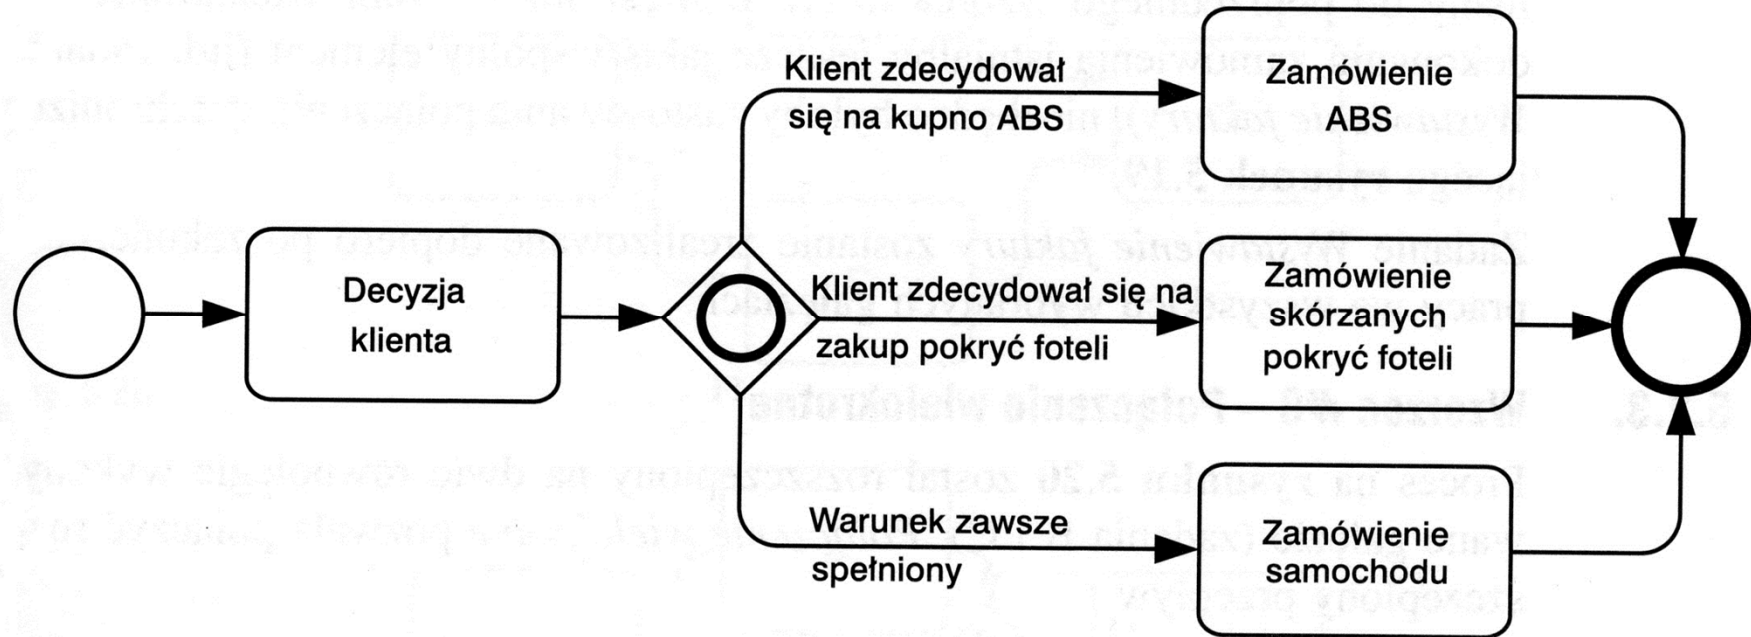 Klient zdecydował
się na kupno ABS
Zamówienie
ABS
Decyzja
klienta
Klient zdecydował się na
zakup pokryć foteli
Zamówienie
skórzanych
pokryć foteli
Warunek zawsze
spełniony
Zamówienie
samochodu